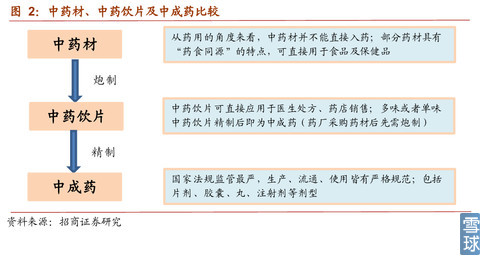 图 2：中药材、中药饮片及中成药比较
中药材
从药用的角度来看，中药材并不能直接入药；部分药材具有
“药食同源”的特点，可直接用于食品及保健品
炮制
中药饮片
中药饮片可直接应用于医生处方、药店销售；多味或者单味
中药饮片精制后即为中成药（药厂采购药材后先需炮制）
精制
中成药
国家法规监管最严，生产、流通、使用皆有严格规范；包括
片剂、胶囊、丸、注射剂等剂型
资料来源：招商证券研究
雪球